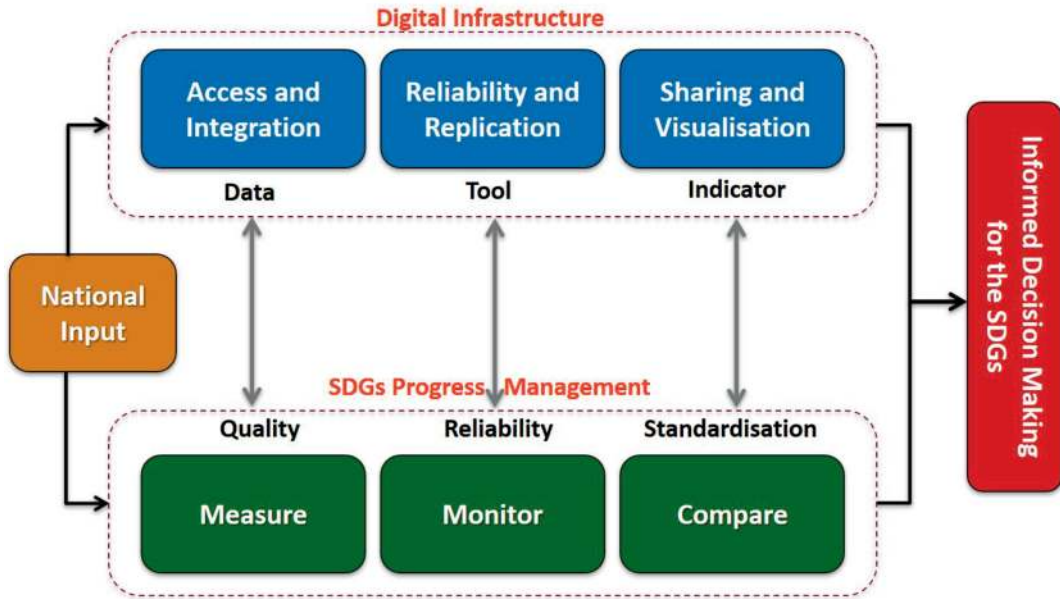 Digital Infrastructure
Access and
Integration
Reliability and
Replication
Sharing and
Visualisation
Data
Tool
Indicator
National
Input
SDGs Progress Management
Quality
Reliability
Standardisation
Measure
Monitor
Compare
Informed Decision Making
for the SDGs